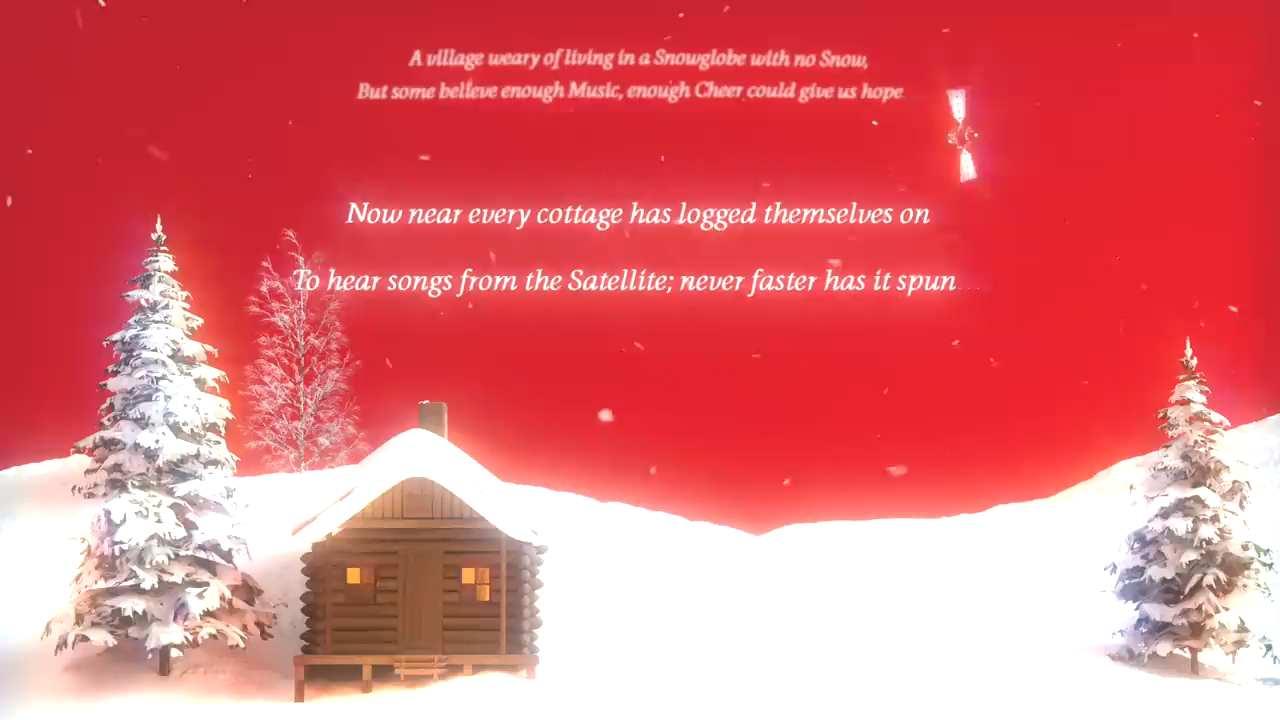 A village weary of living in a Snowglobe with no Snow,
But some believe enough Music, enough Cheer could give us hope
Now near every cottage has logged themselves on
To hear songs from the Satellite; never faster has it spun